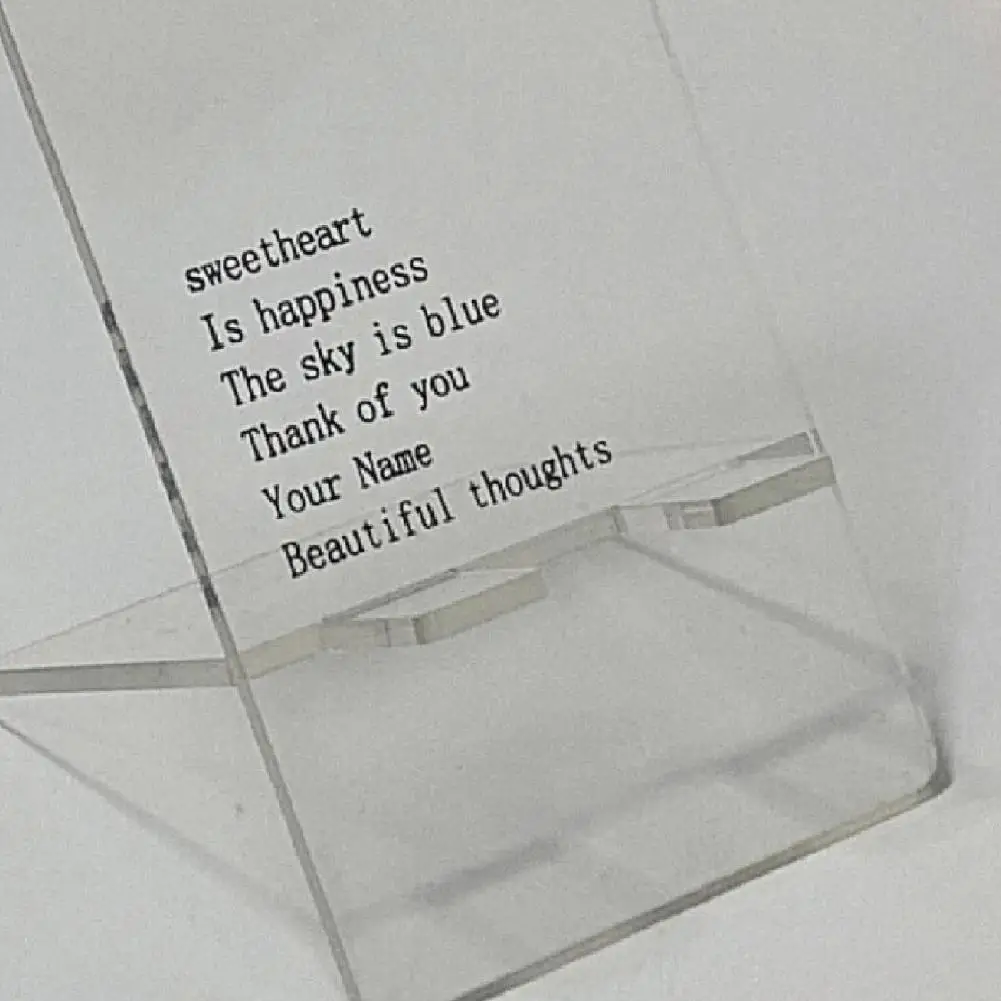 sweetheart
Is happiness
The sky is blue
Thank of you
Your Name
Beautiful thoughts